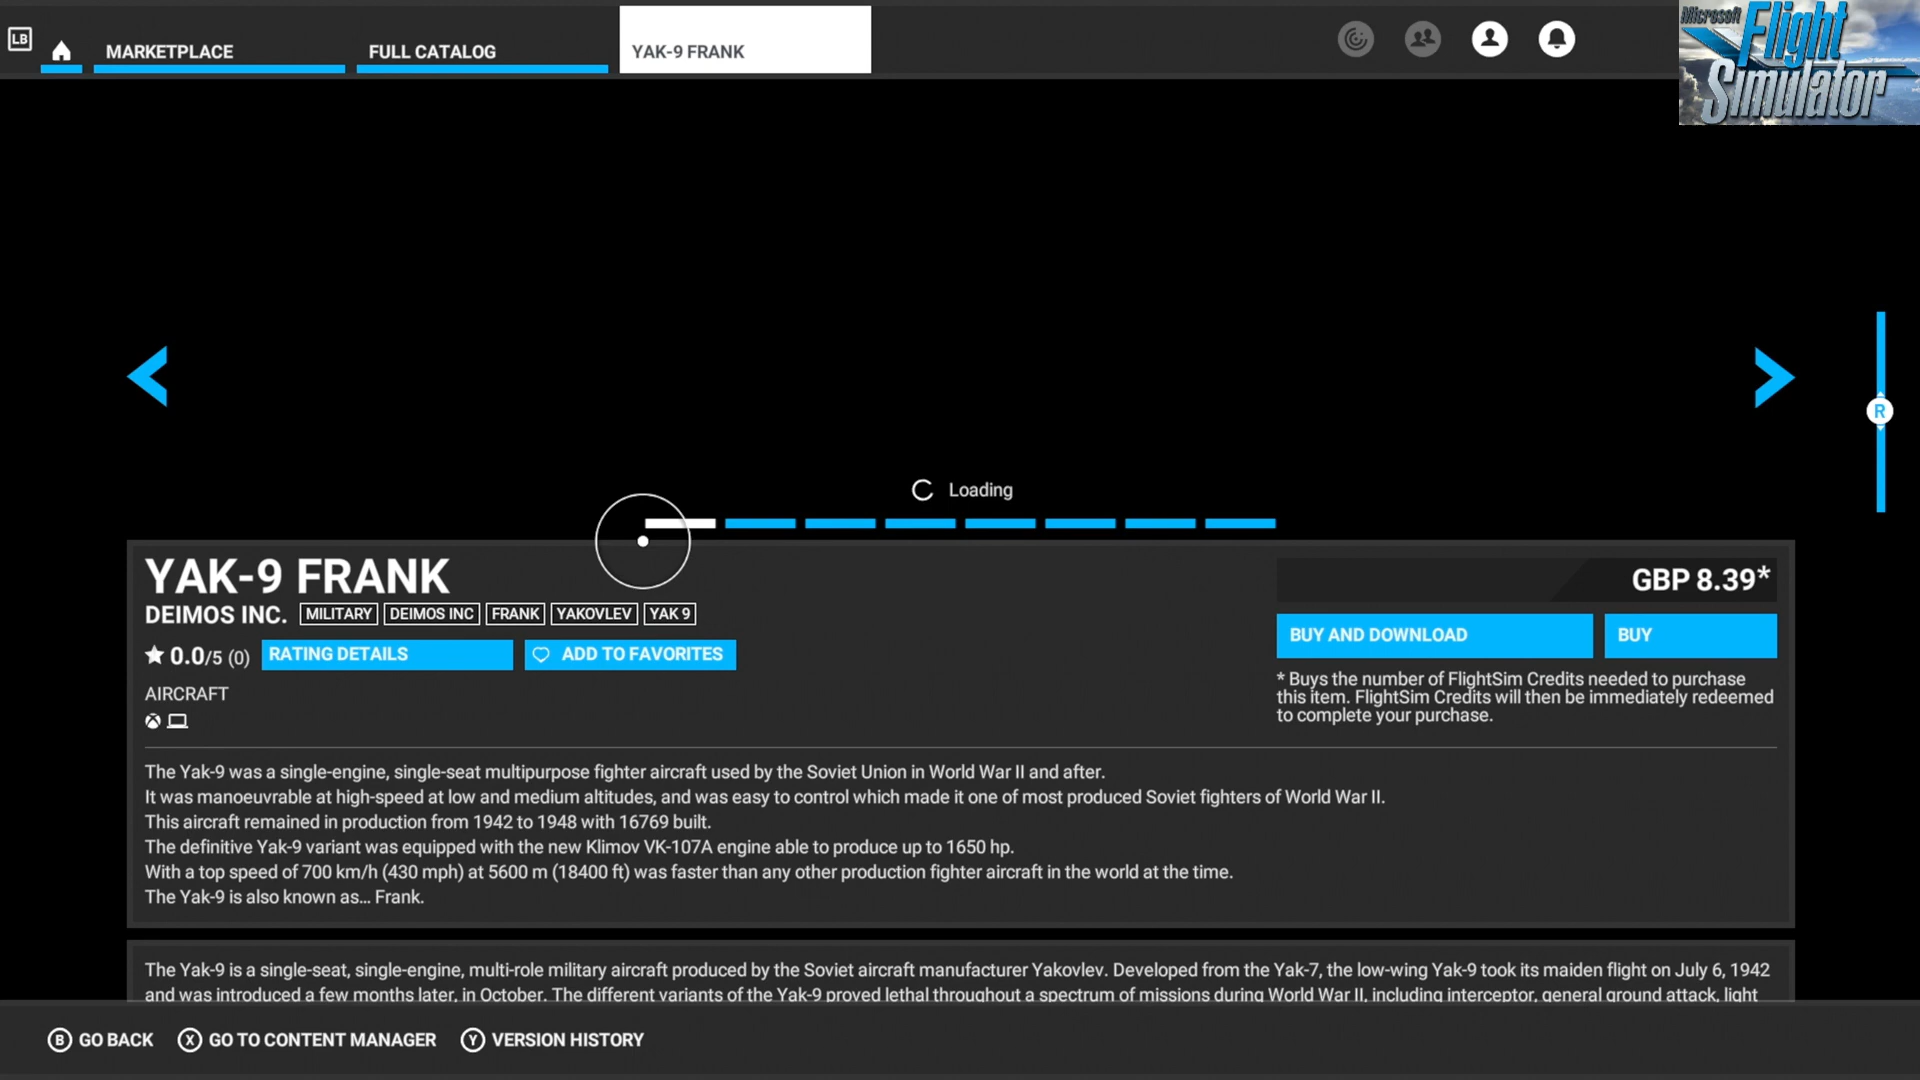 LB
MARKETPLACE
FULL CATALOG
YAK-9 FRANK
Microsoft
Flight
Simulator
R
Loading
YAK-9 FRANK
DEIMOS INC. MILITARY DEIMOS INC FRANK YAKOVLEV YAK 9
0.0/5 (0) RATING DETAILS ADD TO FAVORITES
AIRCRAFT
GBP 8.39*
BUY AND DOWNLOAD BUY
* Buys the number of FlightSim Credits needed to purchase
this item. FlightSim Credits will then be immediately redeemed
to complete your purchase.
The Yak-9 was a single-engine, single-seat multipurpose fighter aircraft used by the Soviet Union in World War II and after.
It was manoeuvrable at high-speed at low and medium altitudes, and was easy to control which made it one of most produced Soviet fighters of World War II.
This aircraft remained in production from 1942 to 1948 with 16769 built.
The definitive Yak-9 variant was equipped with the new Klimov VK-107A engine able to produce up to 1650 hp.
With a top speed of 700 km/h (430 mph) at 5600 m (18400 ft) was faster than any other production fighter aircraft in the world at the time.
The Yak-9 is also known as... Frank.
The Yak-9 is a single-seat, single-engine, multi-role military aircraft produced by the Soviet aircraft manufacturer Yakovlev. Developed from the Yak-7, the low-wing Yak-9 took its maiden flight on July 6, 1942
and was introduced a few months later, in October. The different variants of the Yak-9 proved lethal throughout a spectrum of missions during World War II, including interceptor, general ground attack, light
B GO BACK X GO TO CONTENT MANAGER Y VERSION HISTORY